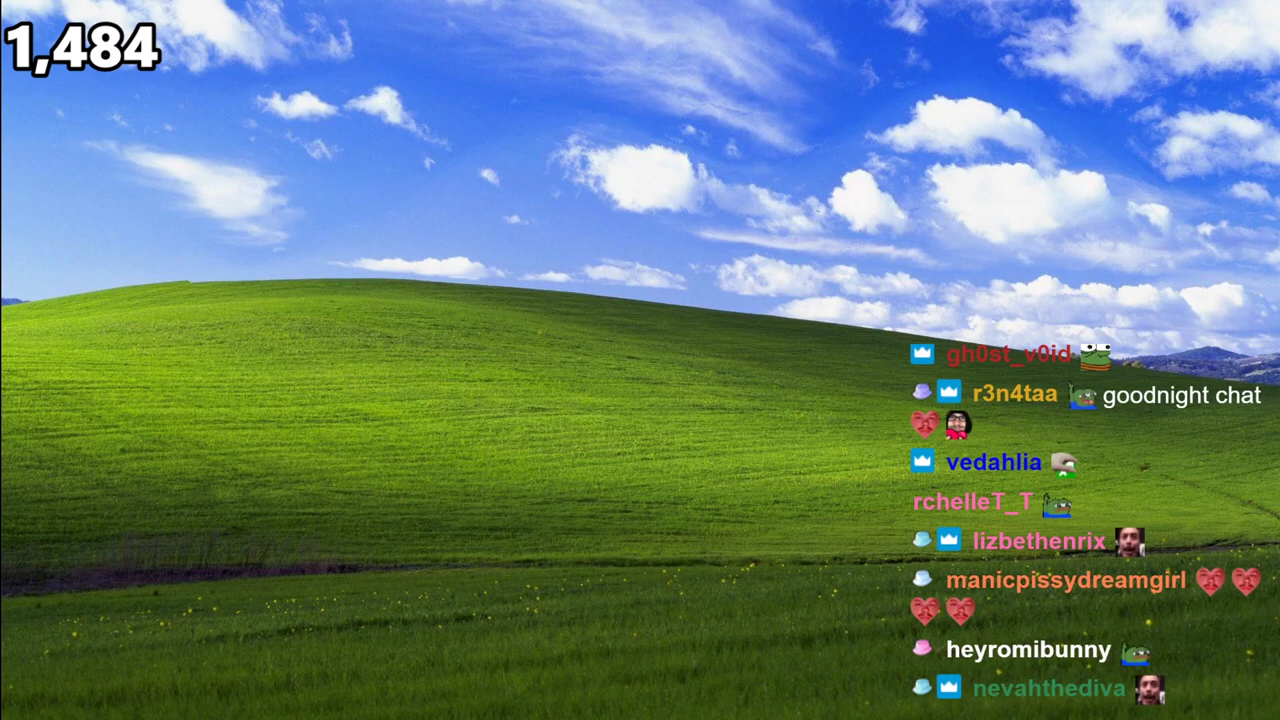 1,484
gh0st_v0id
r3n4taa goodnight chat
vedahlia
rchelleT_T
lizbethenrix
manicpissydreamgirl
heyromibunny
nevahthediva